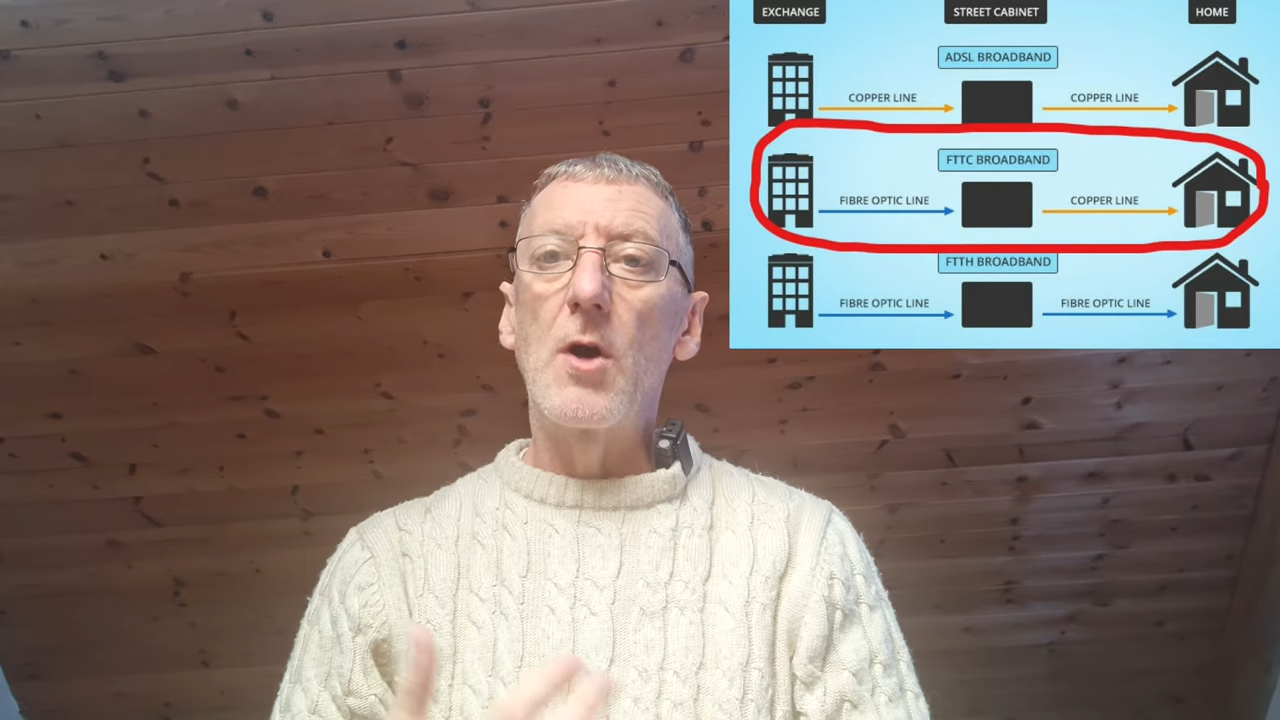 EXCHANGE STREET CABINET HOME
ADSL BROADBAND
COPPER LINE COPPER LINE
FTTC BROADBAND
FIBRE OPTIC LINE COPPER LINE
FTTH BROADBAND
FIBRE OPTIC LINE FIBRE OPTIC LINE